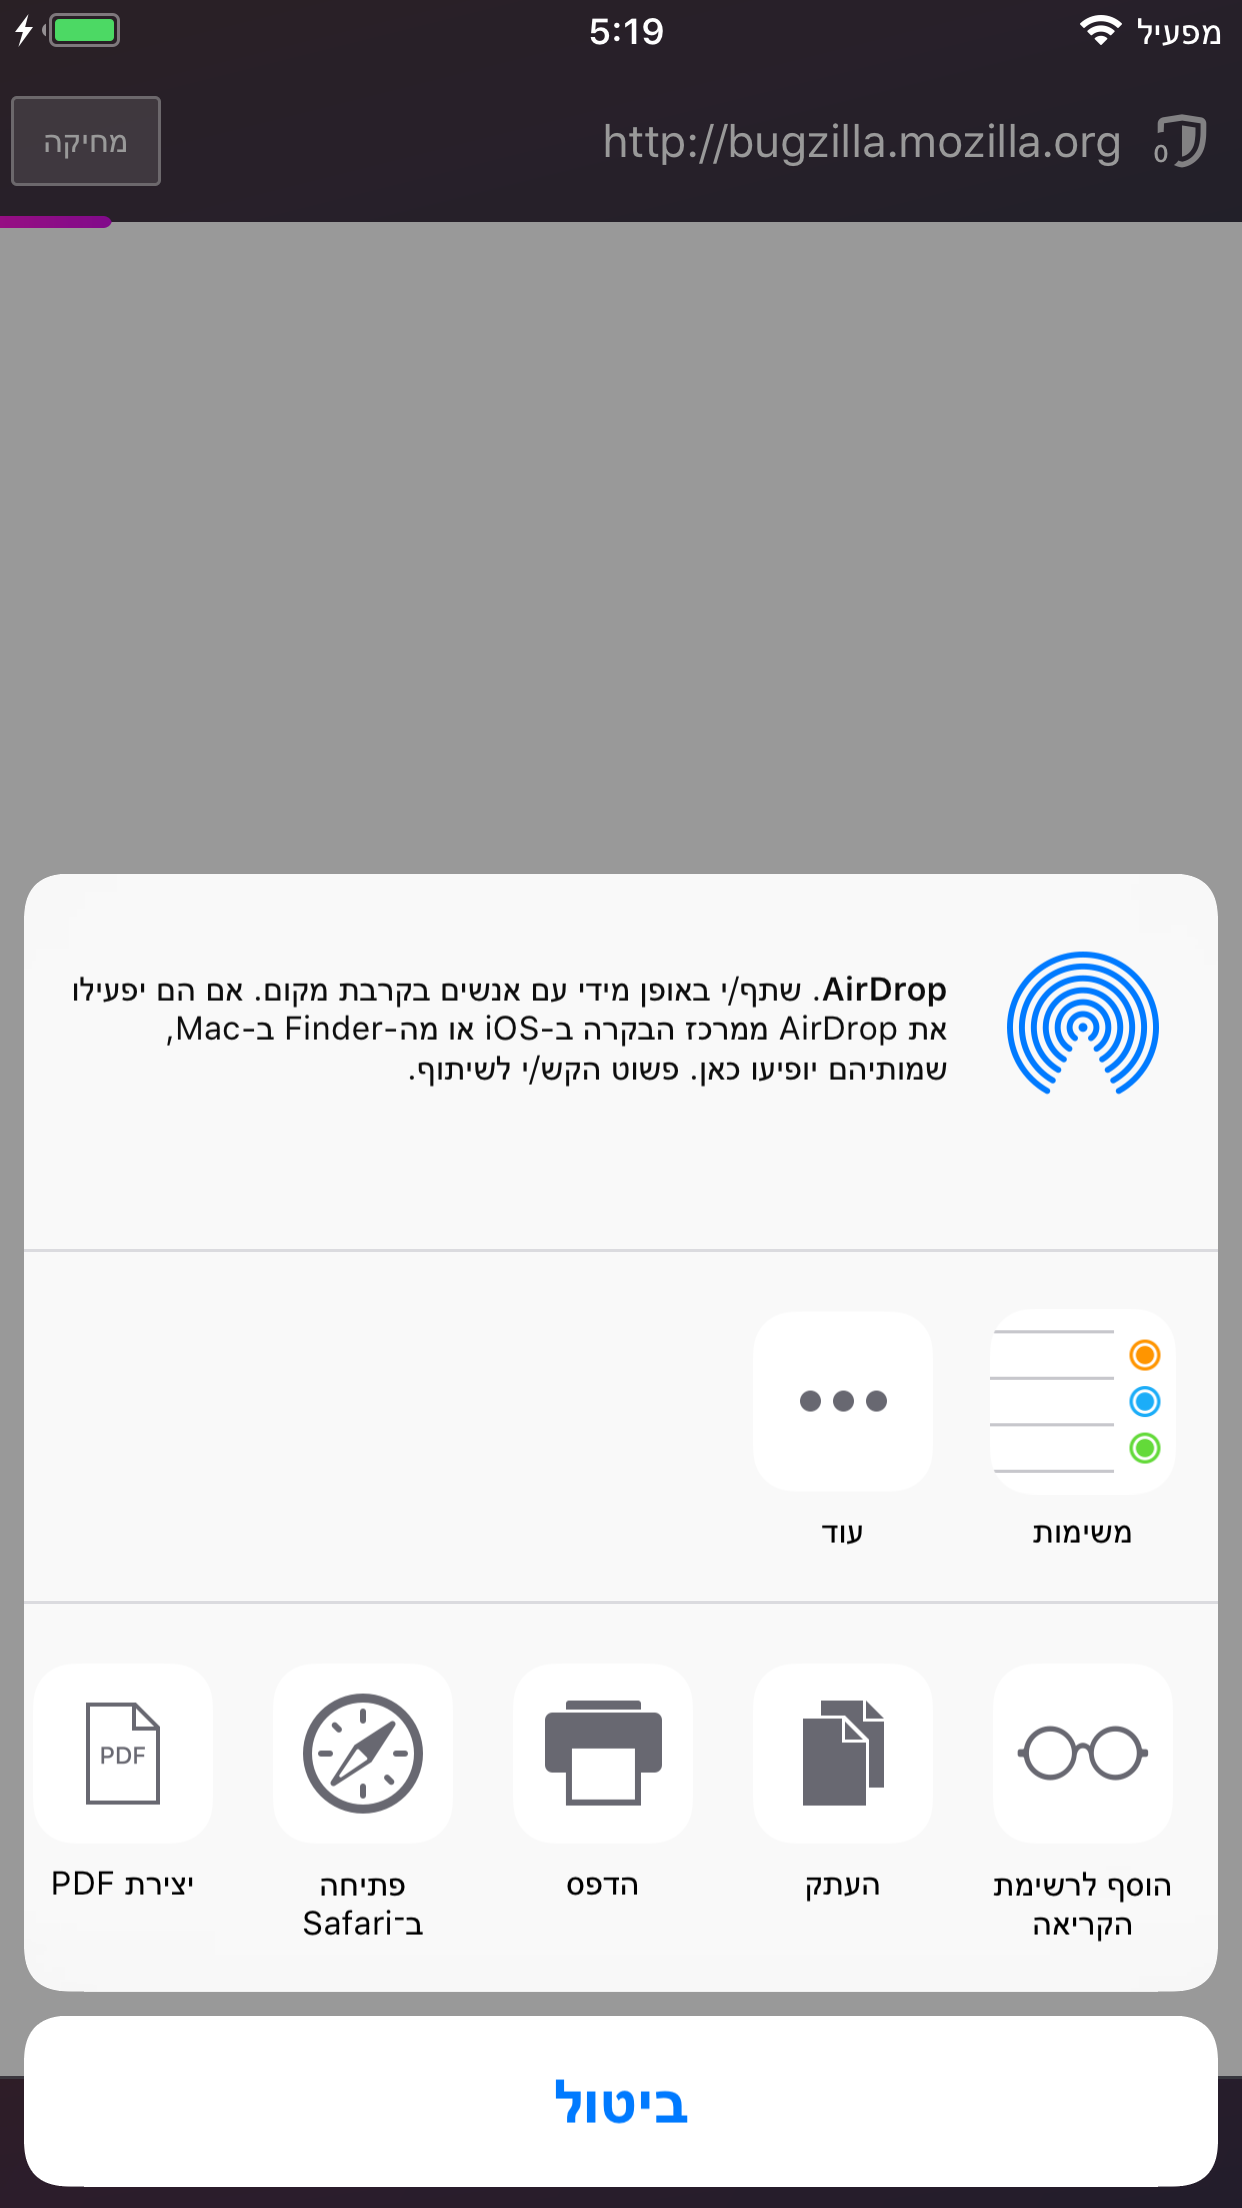 מפעיל
5:19
0
http://bugzilla.mozilla.org
מחיקה
AirDrop. שתף/י באופן מידי עם אנשים בקרבת מקום. אם הם יפעילו
את AirDrop ממרכז הבקרה ב-iOS או מה-Finder ב-Mac,
שמותיהם יופיעו כאן. פשוט הקש/י לשיתוף.
משימות
עוד
PDF
הוסף לרשימת
הקריאה
העתק
הדפס
פתיחה
ב־Safari
יצירת PDF
ביטול